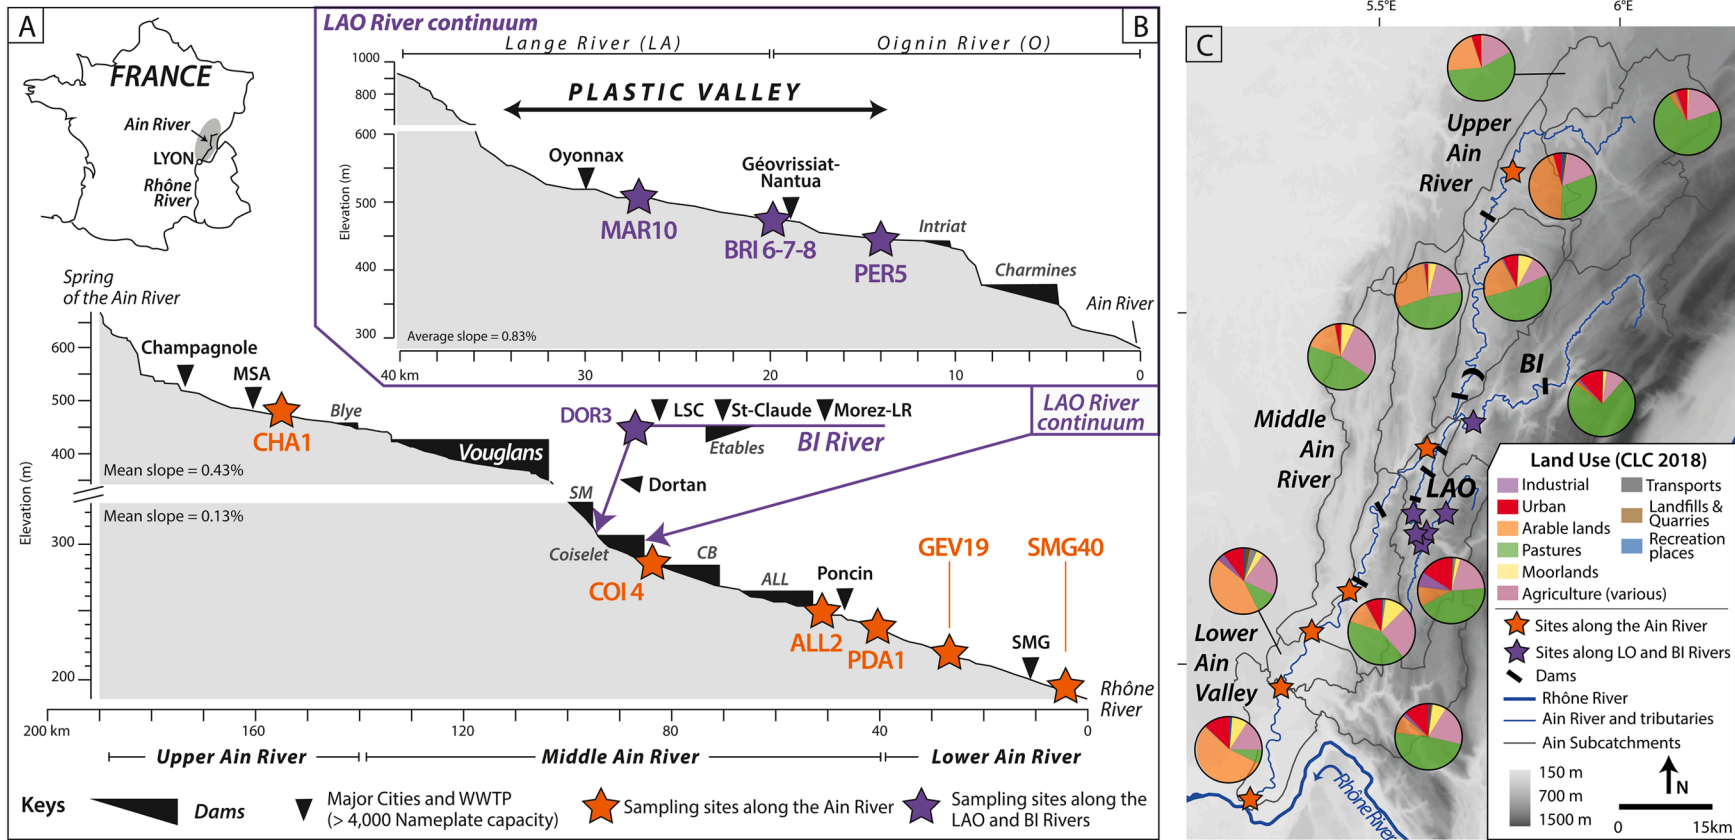 A
FRANCE
Ain River
LYON
Rhône
River
LAO River continuum
B
Lange River (LA)
Oignin River (O)
PLASTIC VALLEY
1000
800
600
500
400
300
Elevation (m)
Oyonnax
MAR10
Géovrissiat-
Nantua
BRI 6-7-8
PER5
Intriat
Charmines
Ain River
Average slope = 0.83%
40 km
30
20
10
0
Spring
of the Ain River
600
500
400
300
200
Elevation (m)
Champagnole
MSA
CHA1
Blye
Vouglans
Mean slope = 0.43%
Mean slope = 0.13%
DOR3
LSC
St-Claude
Morez-LR
Etables
BI River
LAO River
continuum
Dortan
SM
Coiselet
COI 4
CB
ALL
ALL2
Poncin
PDA1
GEV19
SMG40
SMG
Rhône
River
200 km
160
120
80
40
0
Upper Ain River
Middle Ain River
Lower Ain River
Keys
Dams
Major Cities and WWTP
(> 4,000 Nameplate capacity)
Sampling sites along the Ain River
Sampling sites along the
LAO and BI Rivers
C
5.5°E
6°E
Upper
Ain
River
Middle
Ain
River
Lower
Ain
Valley
BI
LAO
Rhône River
Land Use (CLC 2018)
Industrial
Urban
Arable lands
Pastures
Moorlands
Agriculture (various)
Transports
Landfills &
Quarries
Recreation
places
Sites along the Ain River
Sites along LO and BI Rivers
Dams
Rhône River
Ain River and tributaries
Ain Subcatchments
150 m
700 m
1500 m
N
0
15km